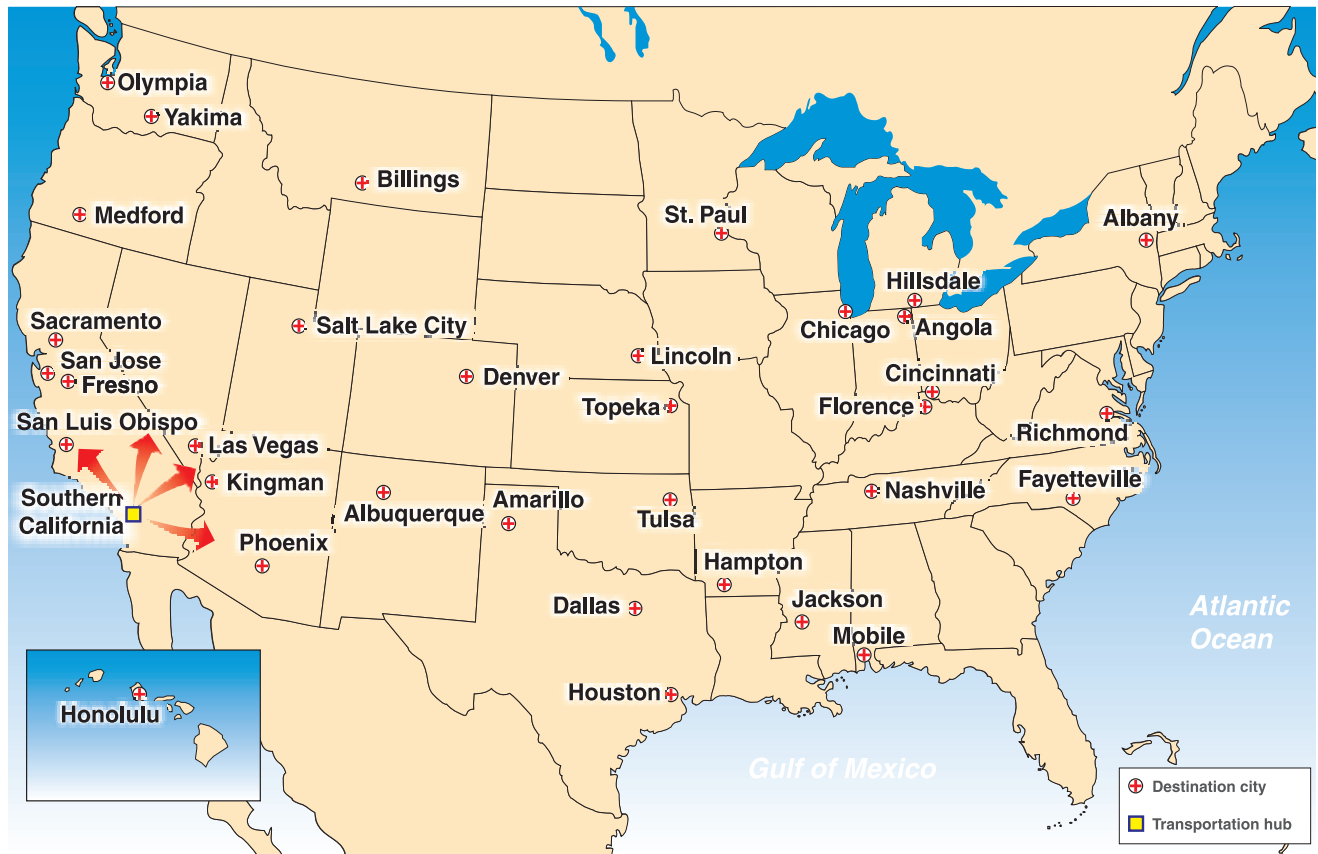 Olympia
Yakima
Billings
Medford
St. Paul
Albany
Hillsdale
Sacramento
Salt Lake City
Chicago
Angola
San Jose
Fresno
Lincoln
Denver
Cincinnati
Topeka
Florence
San Luis Obispo
Las Vegas
Richmond
Kingman
Nashville
Fayetteville
Southern
California
Albuquerque
Amarillo
Tulsa
Phoenix
Hampton
Dallas
Jackson
Mobile
Atlantic
Ocean
Houston
Honolulu
Gulf of Mexico
Destination city
Transportation hub